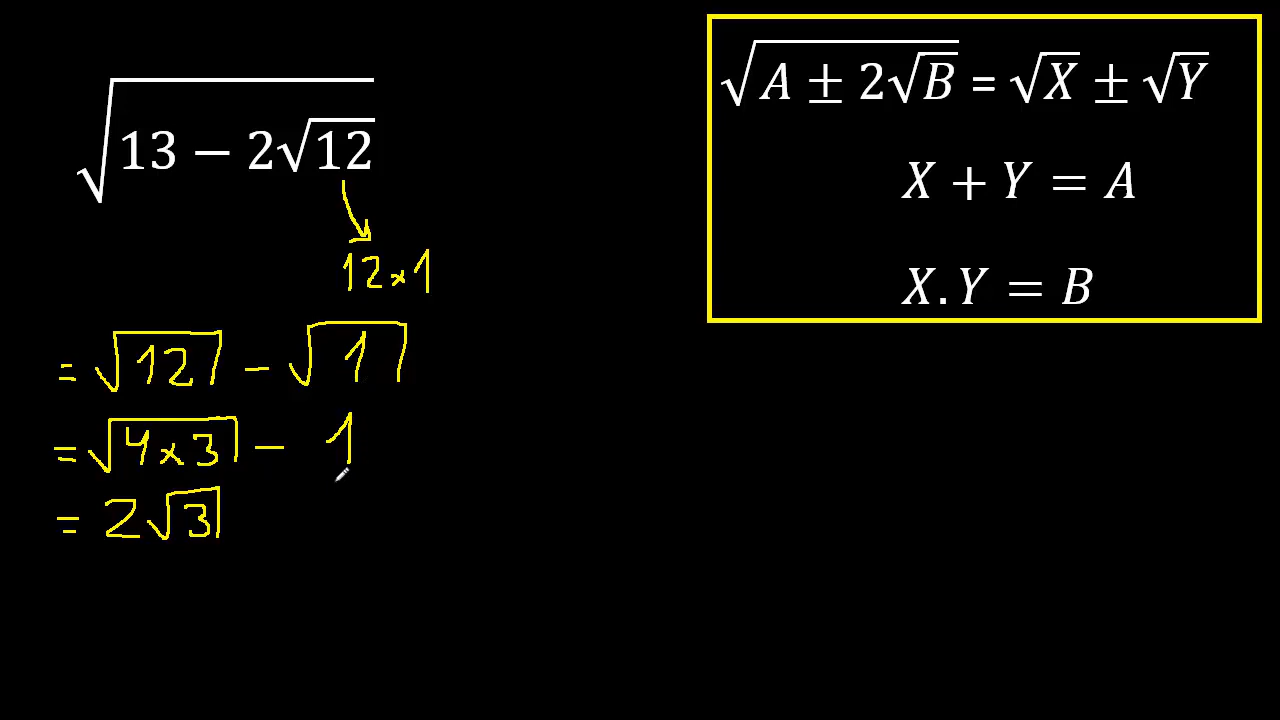 √(13 − 2√12)
12×1
= √12 − √1
= √(4×3) − 1
= 2√3
√(A ± 2√B) = √X ± √Y
X + Y = A
X.Y = B